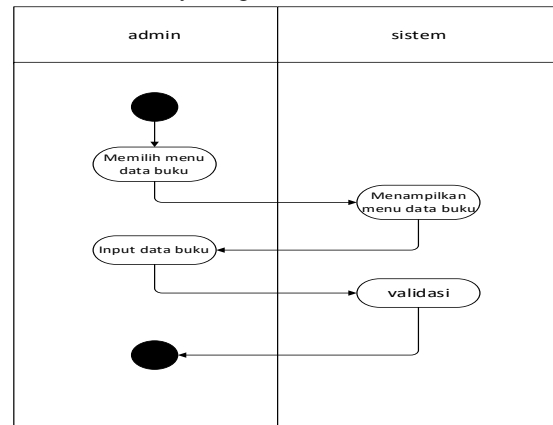 admin
sistem
Memilih menu
data buku
Menampilkan
menu data buku
Input data buku
validasi